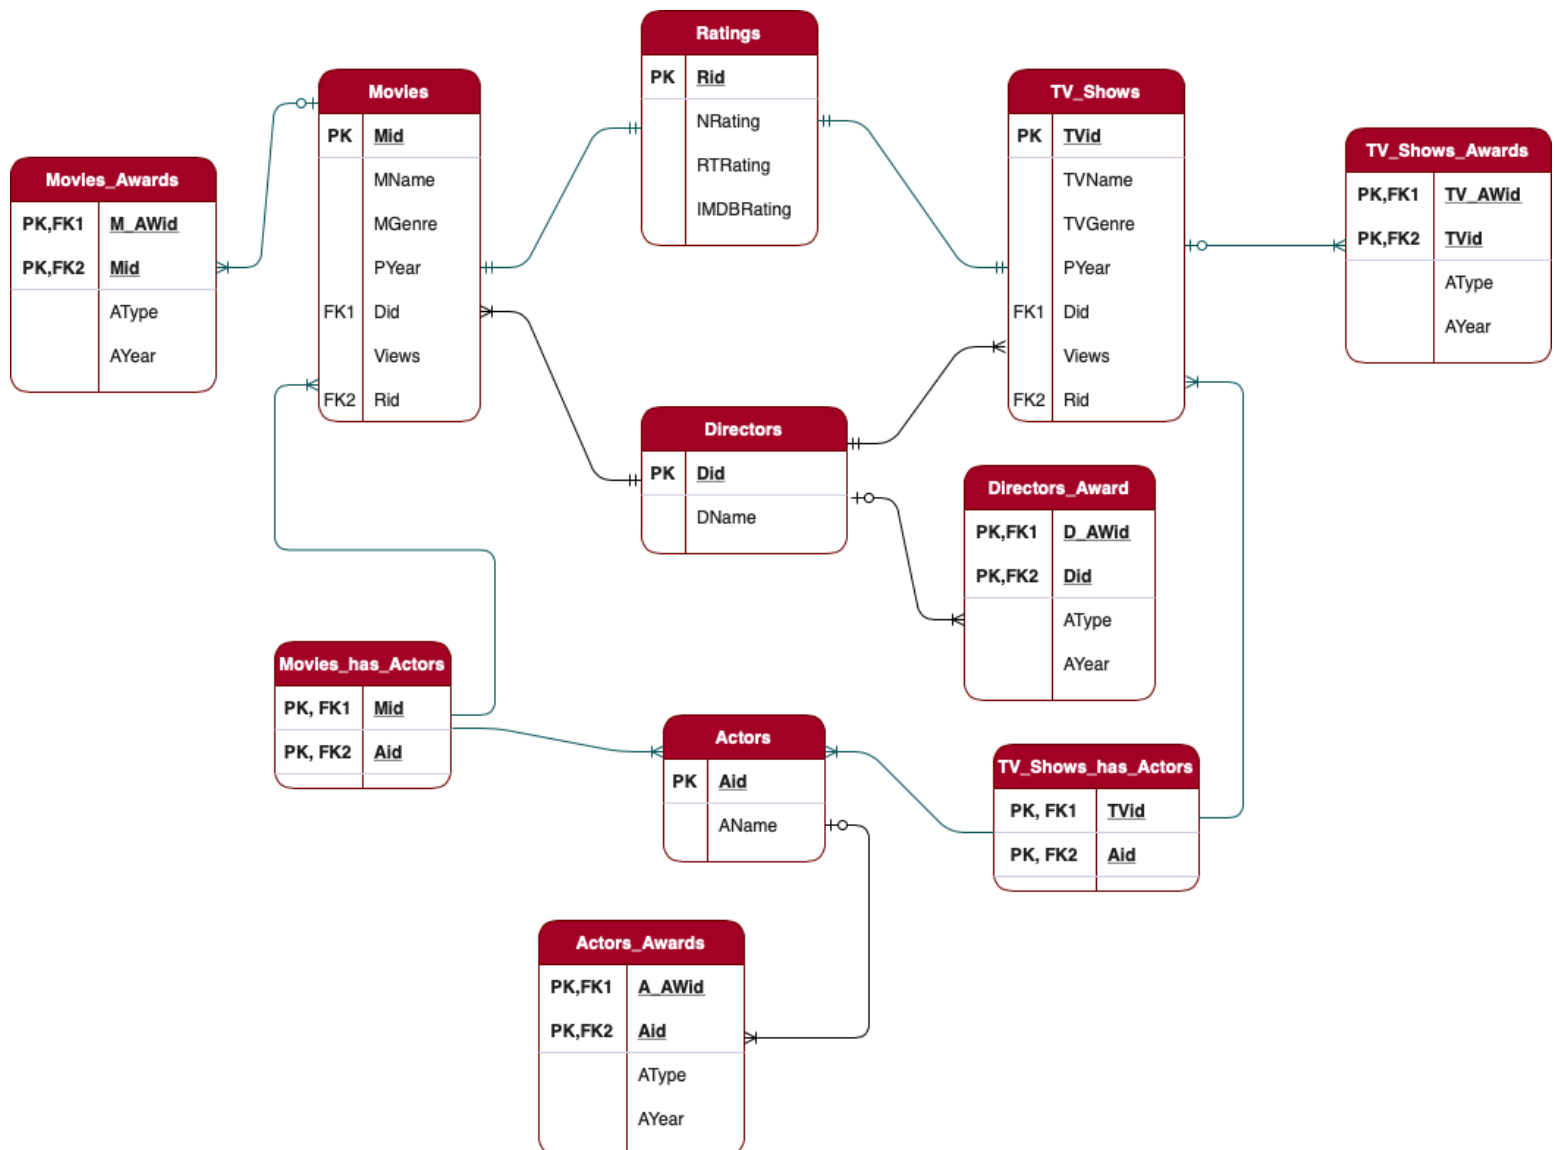 Ratings
PK Rid
NRating
RTRating
IMDBRating
Movies
PK Mid
MName
MGenre
PYear
FK1 Did
Views
FK2 Rid
TV_Shows
PK TVid
TVName
TVGenre
PYear
FK1 Did
Views
FK2 Rid
Movies_Awards
PK,FK1 M_AWid
PK,FK2 Mid
AType
AYear
TV_Shows_Awards
PK,FK1 TV_AWid
PK,FK2 TVid
AType
AYear
Directors
PK Did
DName
Directors_Award
PK,FK1 D_AWid
PK,FK2 Did
AType
AYear
Movies_has_Actors
PK, FK1 Mid
PK, FK2 Aid
Actors
PK Aid
AName
TV_Shows_has_Actors
PK, FK1 TVid
PK, FK2 Aid
Actors_Awards
PK,FK1 A_AWid
PK,FK2 Aid
AType
AYear